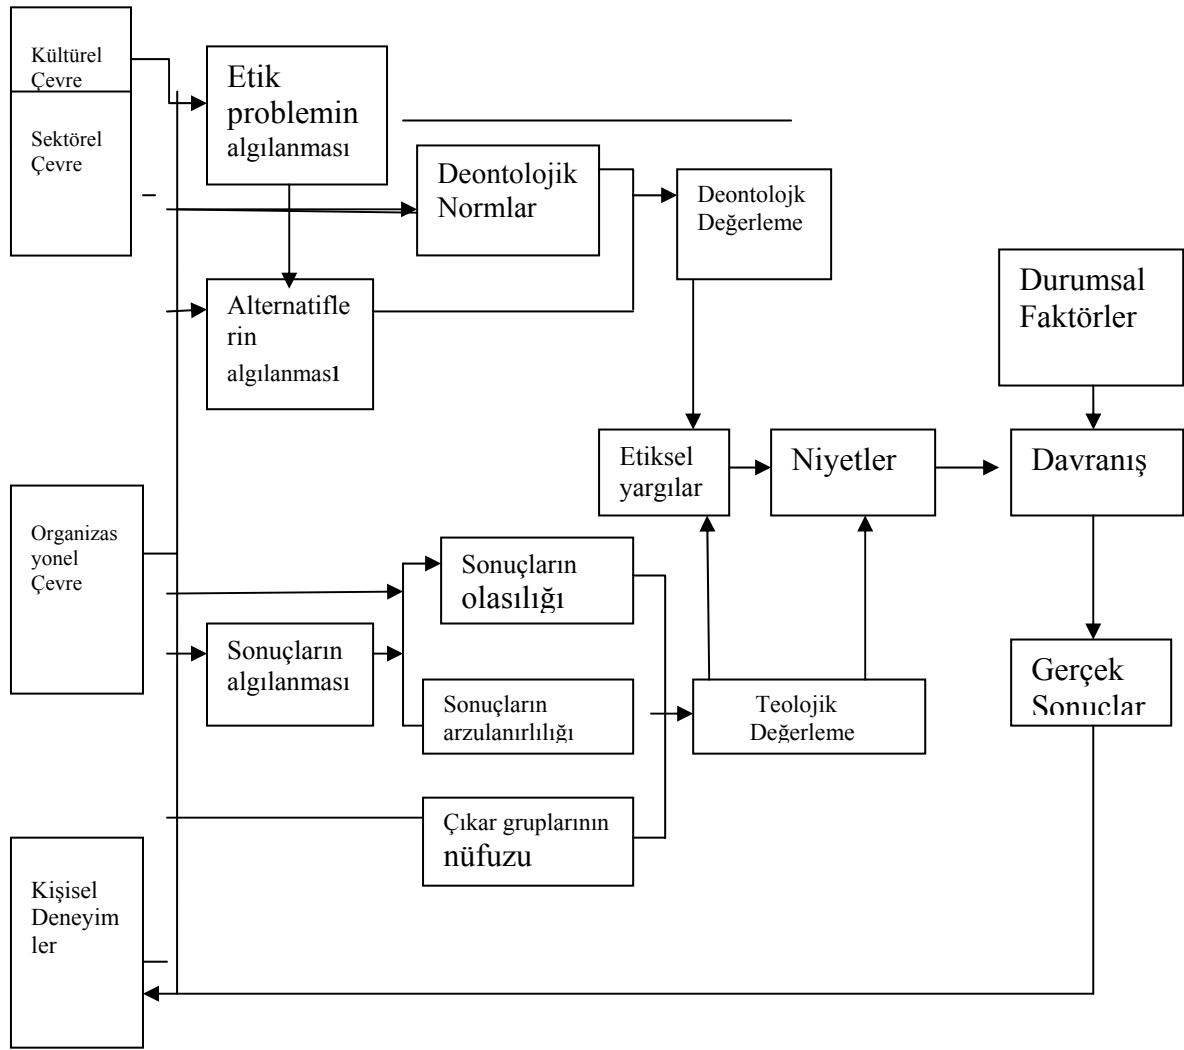 Kültürel
Çevre
Sektörel
Çevre
Etik
problemin
algılanması
Deontolojik
Normlar
Deontolojk
Değerleme
Alternatifle
rin
algılanması
Durumsal
Faktörler
Etiksel
yargılar
Niyetler
Davranış
Organizas
yonel
Çevre
Sonuçların
olasılığı
Sonuçların
algılanması
Sonuçların
arzulanırlılığı
Teolojik
Değerleme
Gerçek
Sonuçlar
Çıkar gruplarının
nüfuzu
Kişisel
Deneyim
ler